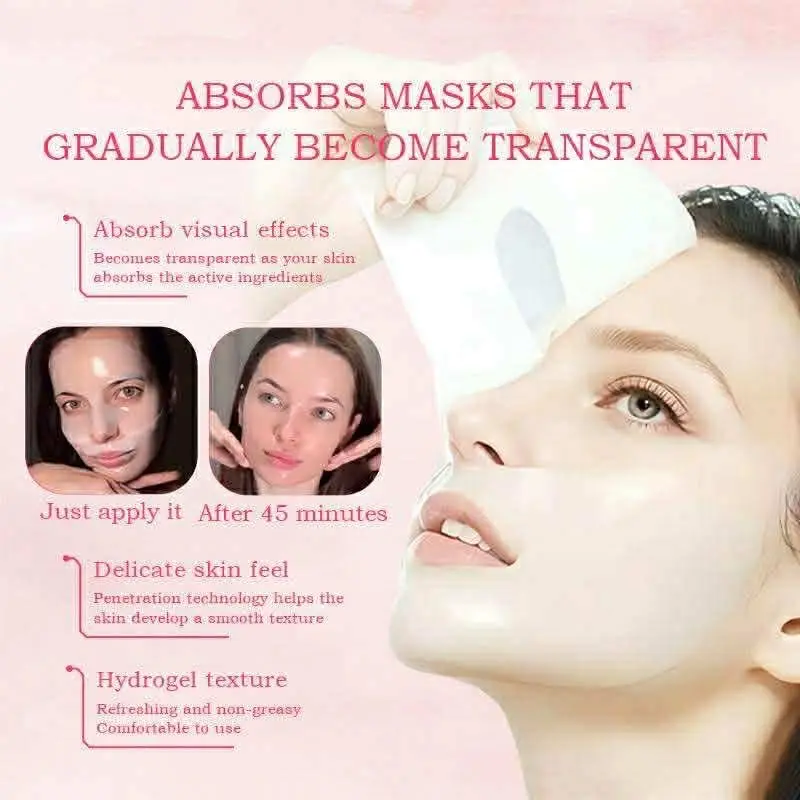 ABSORBS MASKS THAT
GRADUALLY BECOME TRANSPARENT
Absorb visual effects
Becomes transparent as your skin
absorbs the active ingredients
Just apply it
After 45 minutes
Delicate skin feel
Penetration technology helps the
skin develop a smooth texture
Hydrogel texture
Refreshing and non-greasy
Comfortable to use